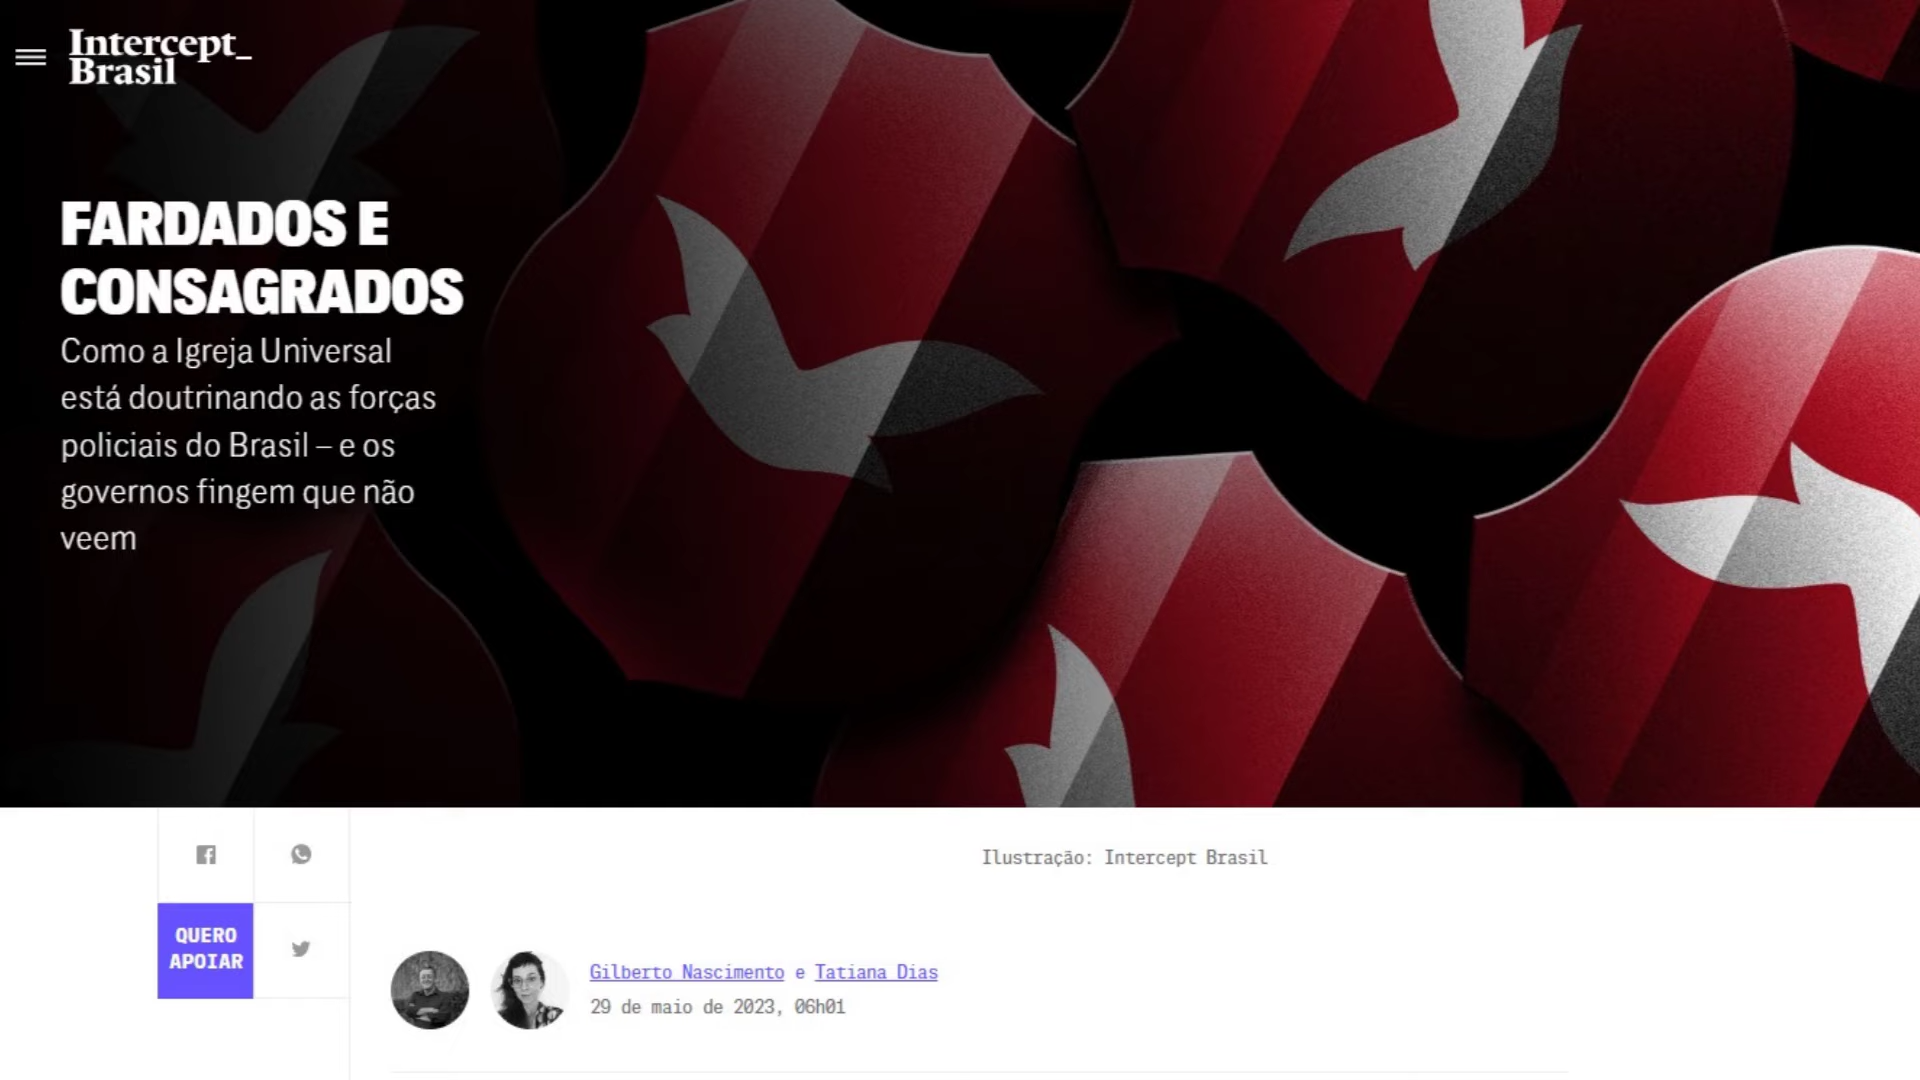 Intercept_
Brasil
FARDADOS E
CONSAGRADOS
Como a Igreja Universal
está doutrinando as forças
policiais do Brasil – e os
governos fingem que não
veem
Ilustração: Intercept Brasil
QUERO
APOIAR
Gilberto Nascimento e Tatiana Dias
29 de maio de 2023, 06h01